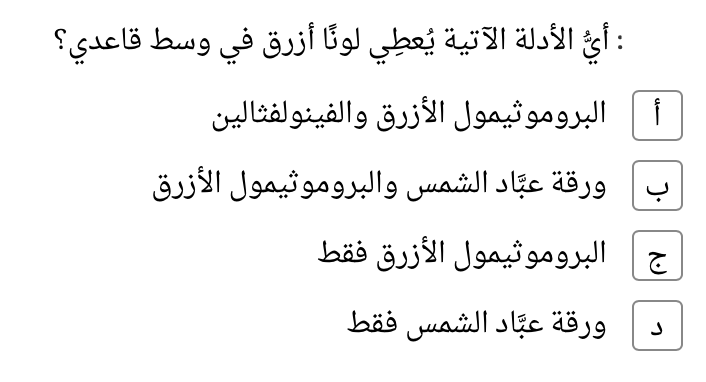 : أيُّ الأدلة الآتية يُعطِي لونًا أزرق في وسط قاعدي؟
أ البروموثيمول الأزرق والفينولفثالين
ب ورقة عبَّاد الشمس والبروموثيمول الأزرق
ج البروموثيمول الأزرق فقط
د ورقة عبَّاد الشمس فقط